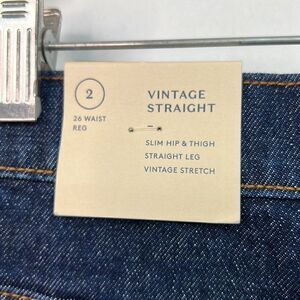 2
26 WAIST
REG
VINTAGE
STRAIGHT
–
SLIM HIP & THIGH
STRAIGHT LEG
VINTAGE STRETCH